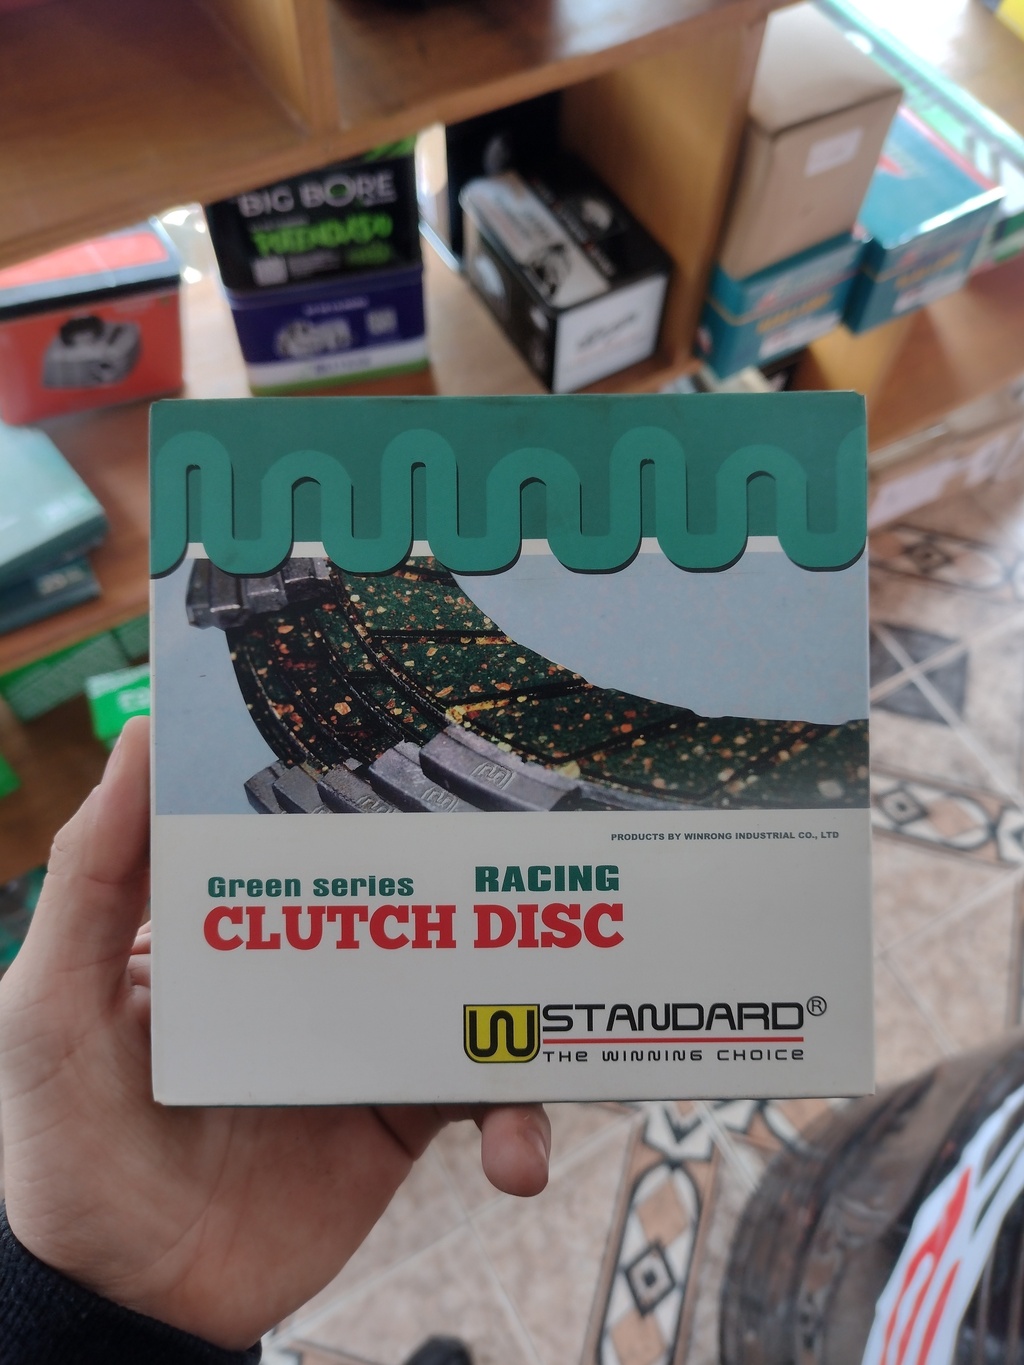 BIG BORE
PRODUCTS BY WINRONG INDUSTRIAL CO., LTD
Green series RACING
CLUTCH DISC
W STANDARD®
THE WINNING CHOICE